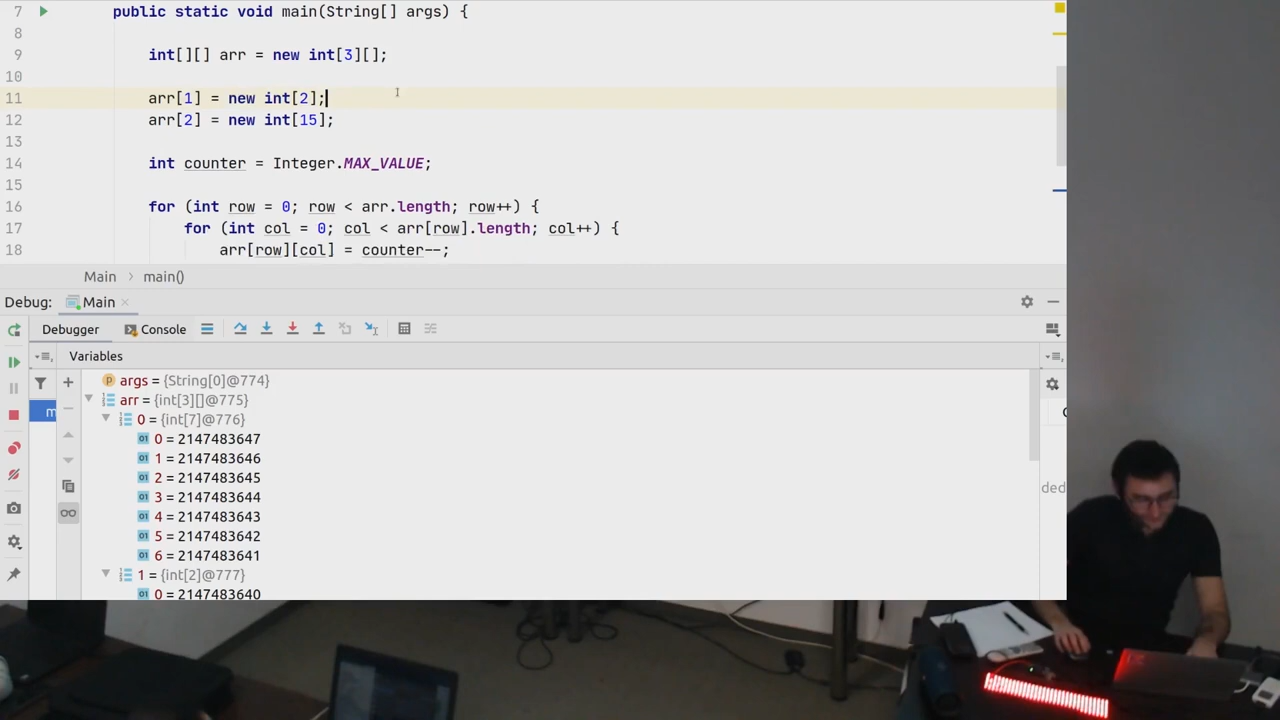 7 public static void main(String[] args) {
8
9 int[][] arr = new int[3][];
10
11 arr[1] = new int[2];
12 arr[2] = new int[15];
13
14 int counter = Integer.MAX_VALUE;
15
16 for (int row = 0; row < arr.length; row++) {
17 for (int col = 0; col < arr[row].length; col++) {
18 arr[row][col] = counter--;
Main > main()
Debug: Main
Debugger Console
Variables
args = {String[0]@774}
arr = {int[3][]@775}
0 = {int[7]@776}
0 = 2147483647
1 = 2147483646
2 = 2147483645
3 = 2147483644
4 = 2147483643
5 = 2147483642
6 = 2147483641
1 = {int[2]@777}
0 = 2147483640